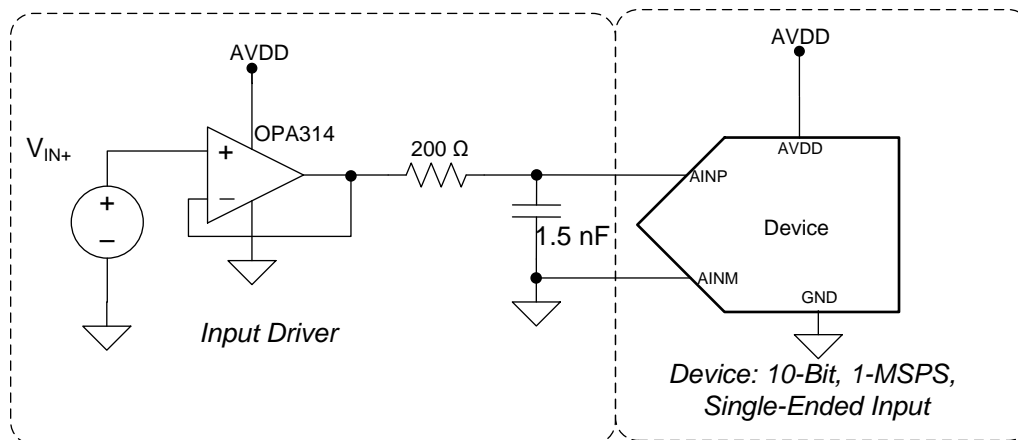 AVDD
OPA314
V_IN+
+
−
+
−
200 Ω
1.5 nF
Input Driver
AVDD
AVDD
AINP
Device
AINM
GND
Device: 10-Bit, 1-MSPS,
Single-Ended Input